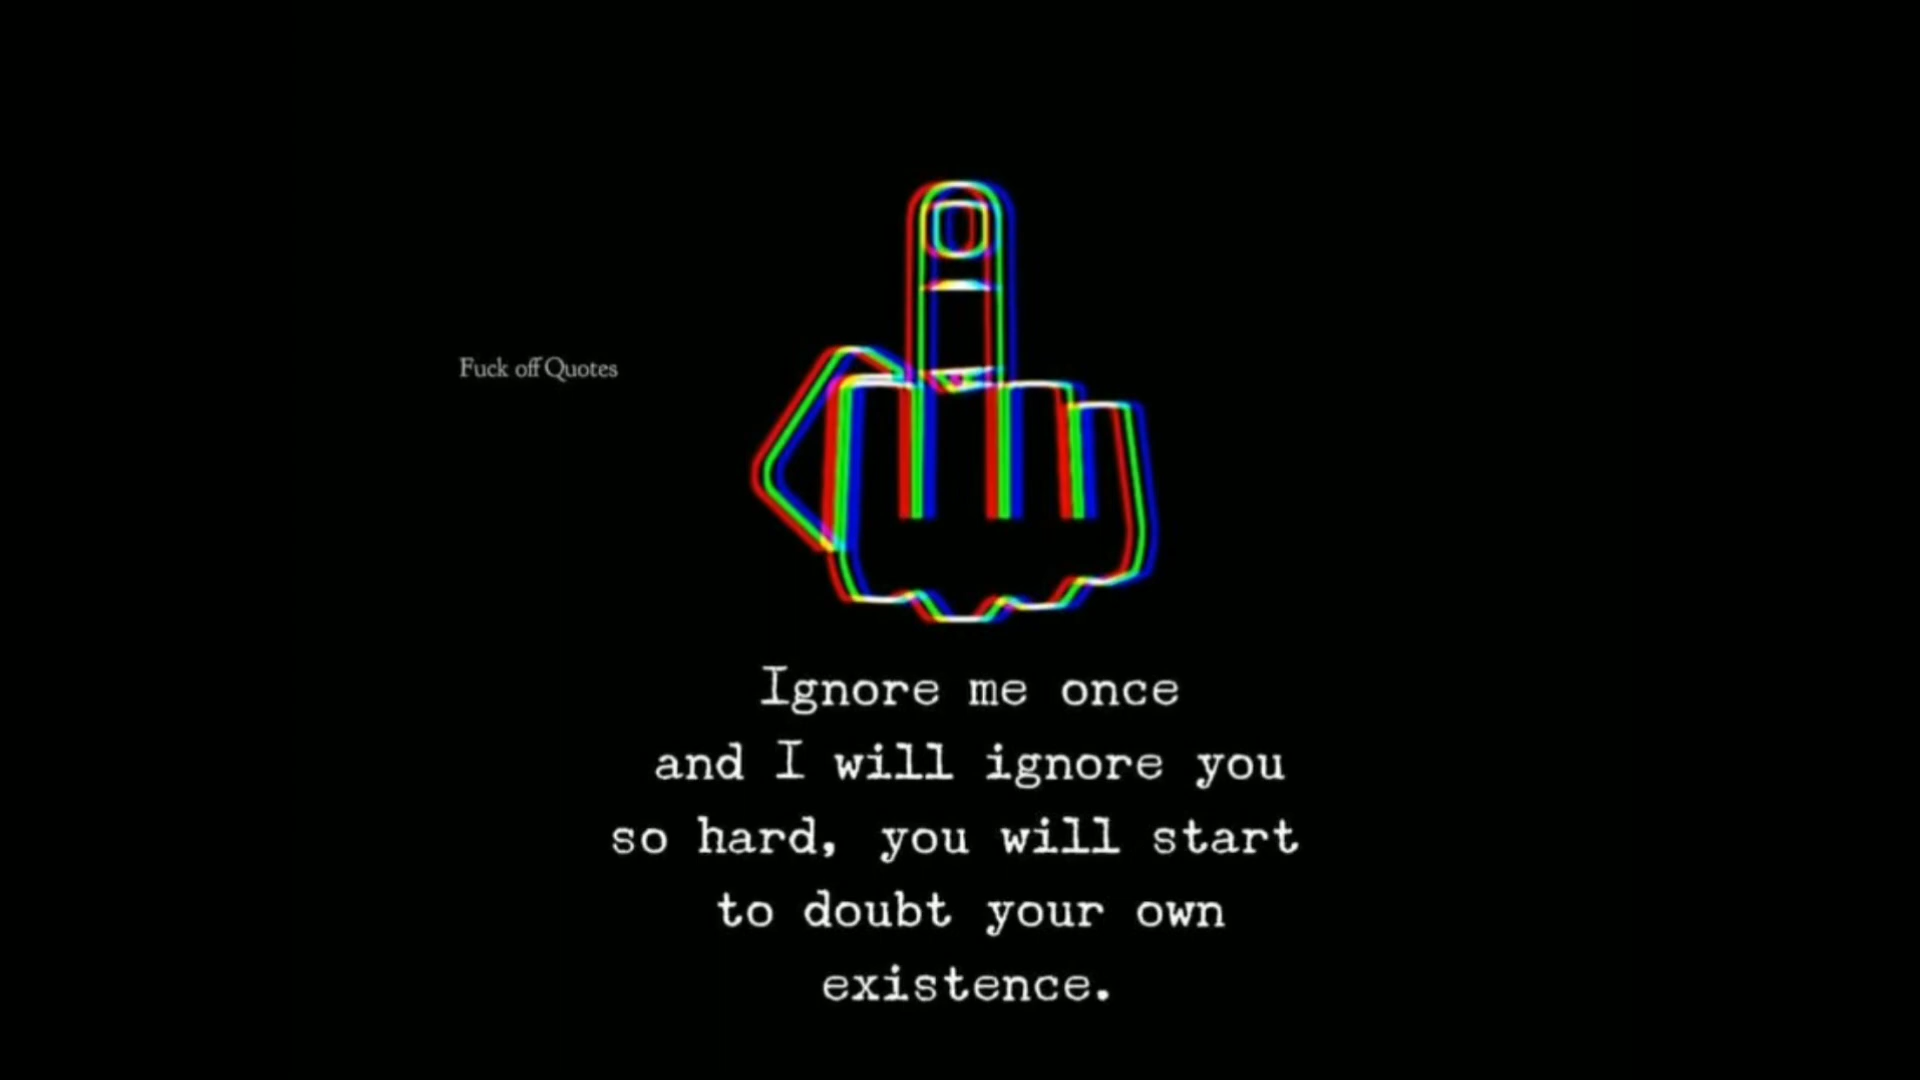 Fuck off Quotes
Ignore me once
and I will ignore you
so hard, you will start
to doubt your own
existence.